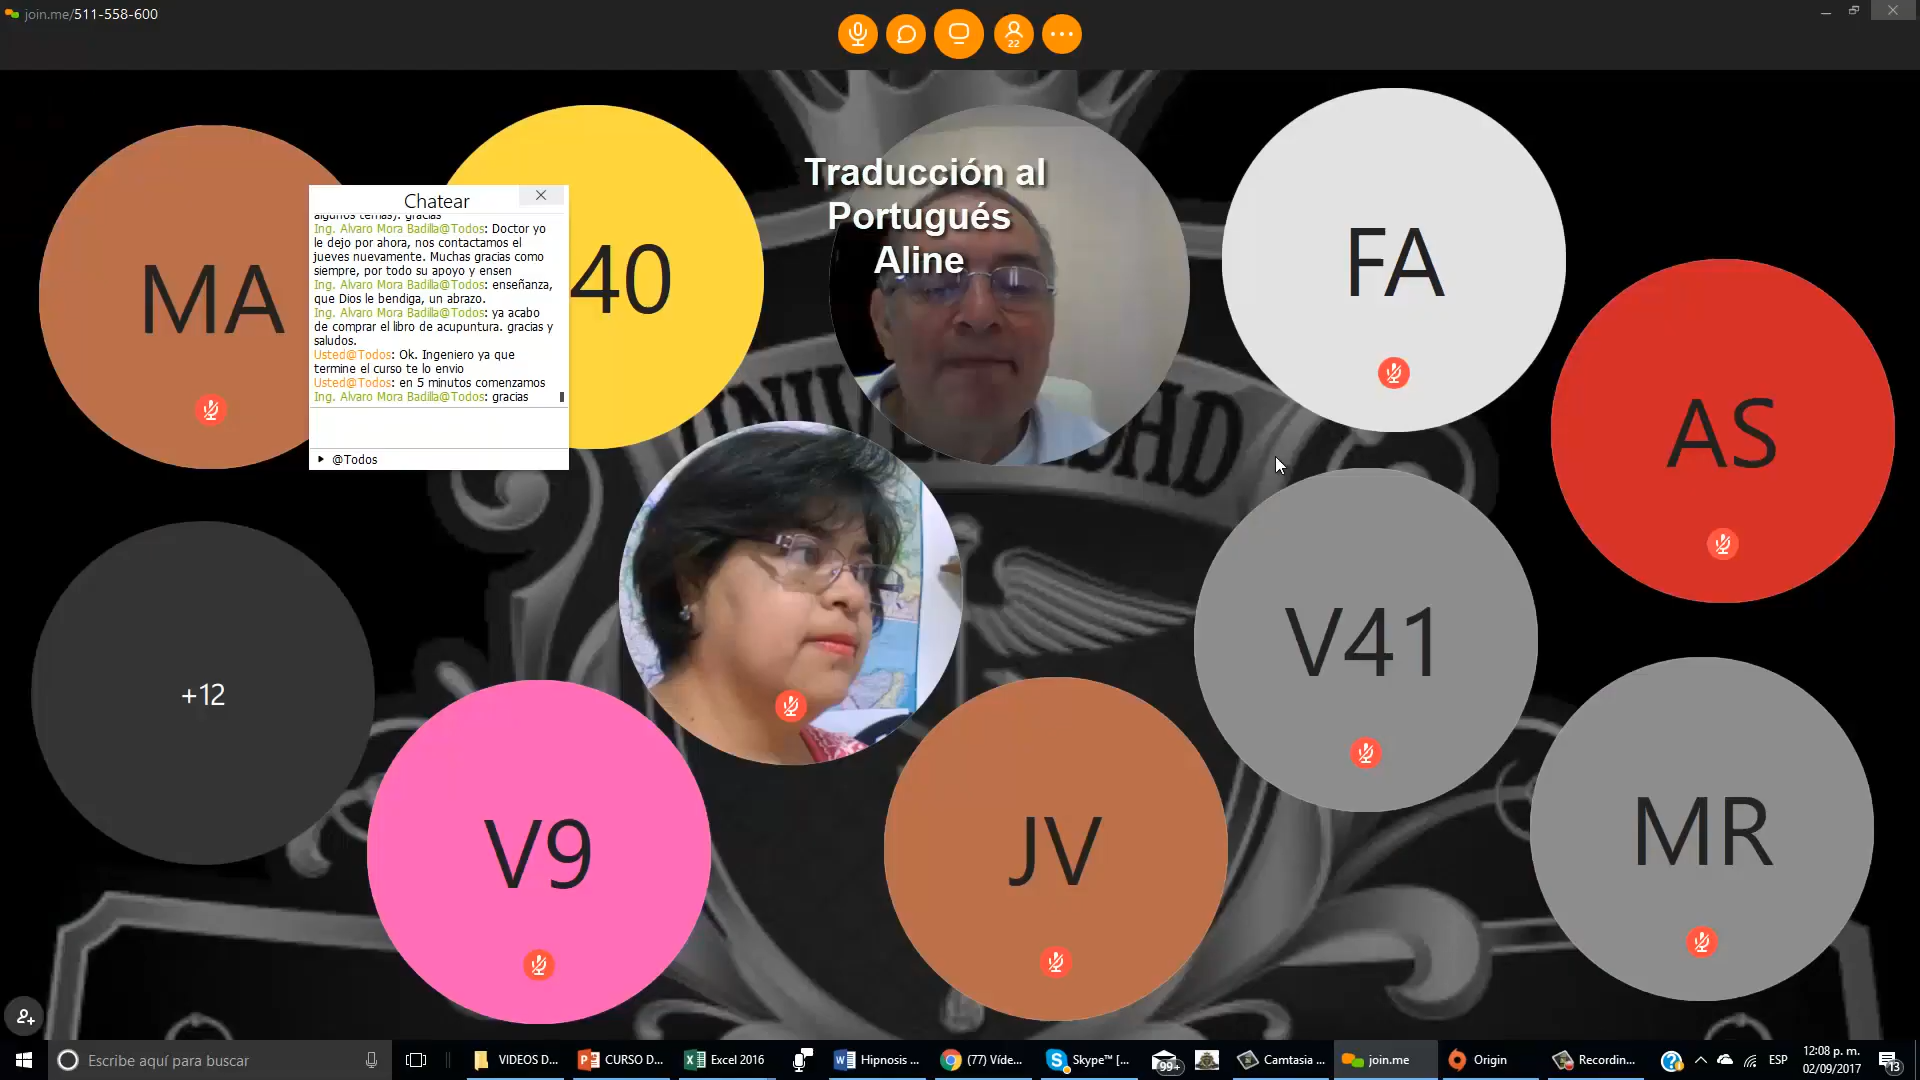 join.me/511-558-600
22
Traducción al
Portugués
Aline
MA
40
FA
AS
Chatear
algunos temas). gracias
Ing. Alvaro Mora Badilla@Todos: Doctor yo
le dejo por ahora, nos contactamos el
jueves nuevamente. Muchas gracias como
siempre, por todo su apoyo y ensen
Ing. Alvaro Mora Badilla@Todos: enseñanza,
que Dios le bendiga, un abrazo.
Ing. Alvaro Mora Badilla@Todos: ya acabo
de comprar el libro de acupuntura. gracias y
saludos.
Usted@Todos: Ok. Ingeniero ya que
termine el curso te lo envio
Usted@Todos: en 5 minutos comenzamos
Ing. Alvaro Mora Badilla@Todos: gracias
@Todos
+12
V9
JV
V41
MR
Escribe aquí para buscar
VIDEOS D...
CURSO D...
Excel 2016
Hipnosis ...
(77) Víde...
Skype™ [...
99+
Camtasia ...
join.me
Origin
Recordin...
ESP
12:08 p. m.
02/09/2017
13